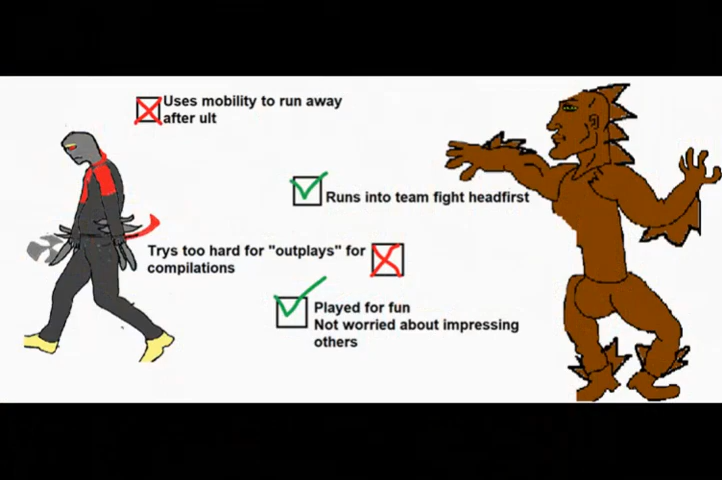 Uses mobility to run away
after ult
Runs into team fight headfirst
Trys too hard for "outplays" for
compilations
Played for fun
Not worried about impressing
others